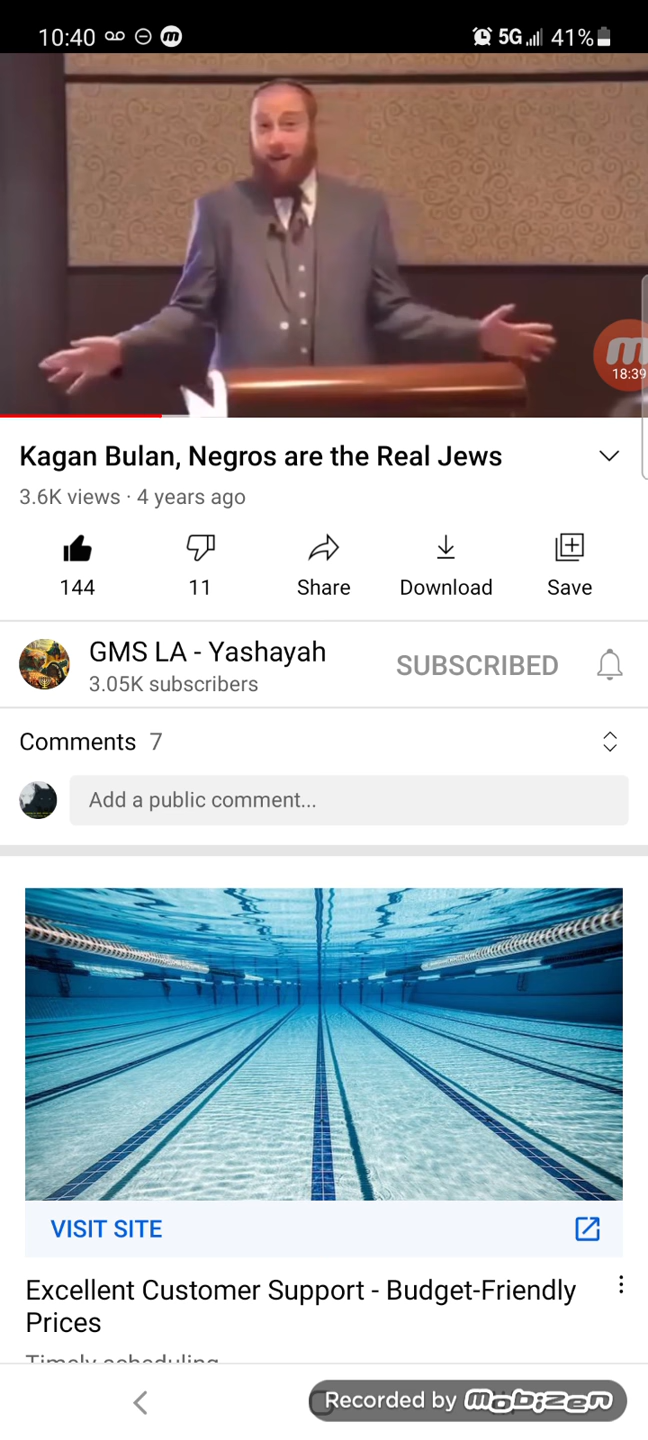 10:40 5G 41%
18:39
Kagan Bulan, Negros are the Real Jews
3.6K views · 4 years ago
144 11 Share Download Save
GMS LA - Yashayah
SUBSCRIBED
3.05K subscribers
Comments 7
Add a public comment...
VISIT SITE
Excellent Customer Support - Budget-Friendly
Prices
Timely scheduling
Recorded by mobizen